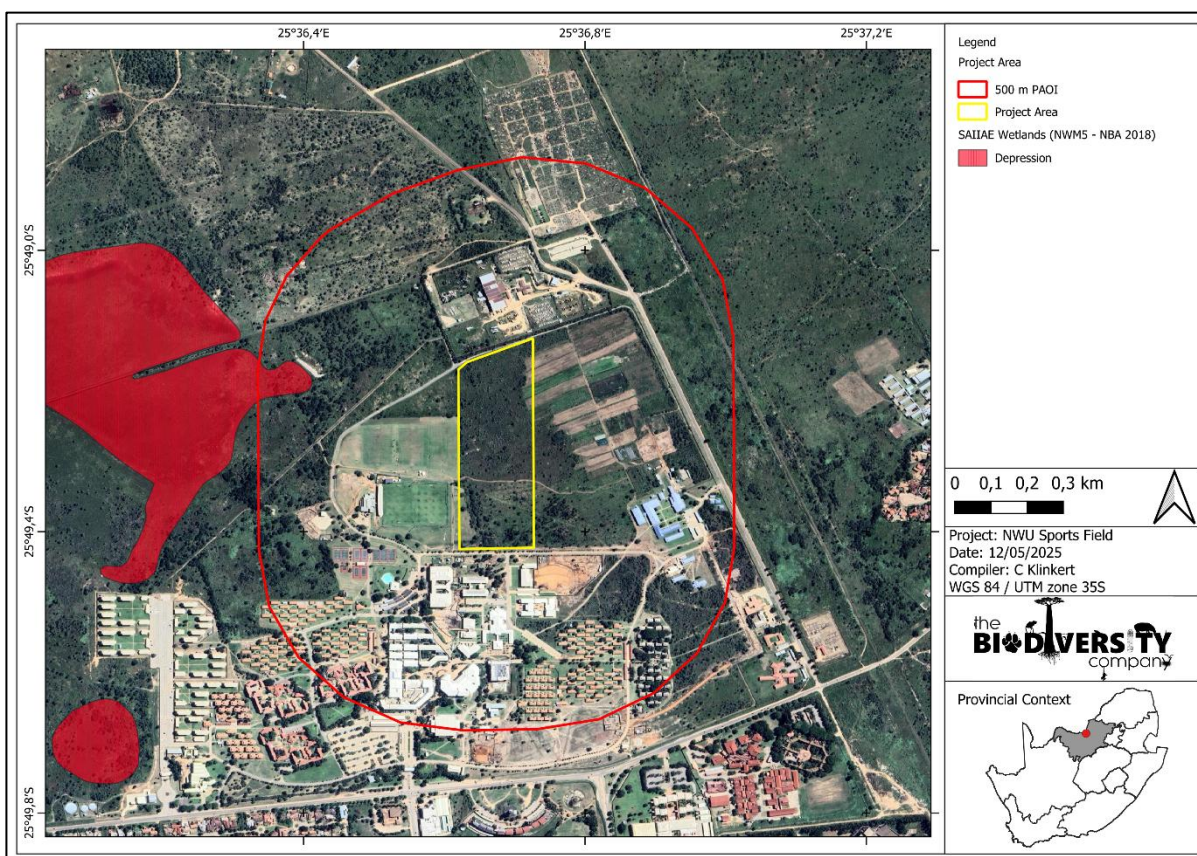 25°36,4'E
25°36,8'E
25°37,2'E
25°49,0'S
25°49,4'S
25°49,8'S
Legend
Project Area
500 m PAOI
Project Area
SAIIAE Wetlands (NWM5 - NBA 2018)
Depression
0 0,1 0,2 0,3 km
Project: NWU Sports Field
Date: 12/05/2025
Compiler: C Klinkert
WGS 84 / UTM zone 35S
the
BIODIVERSITY
company
Provincial Context